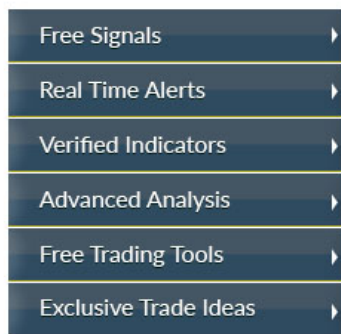 Free Signals
Real Time Alerts
Verified Indicators
Advanced Analysis
Free Trading Tools
Exclusive Trade Ideas